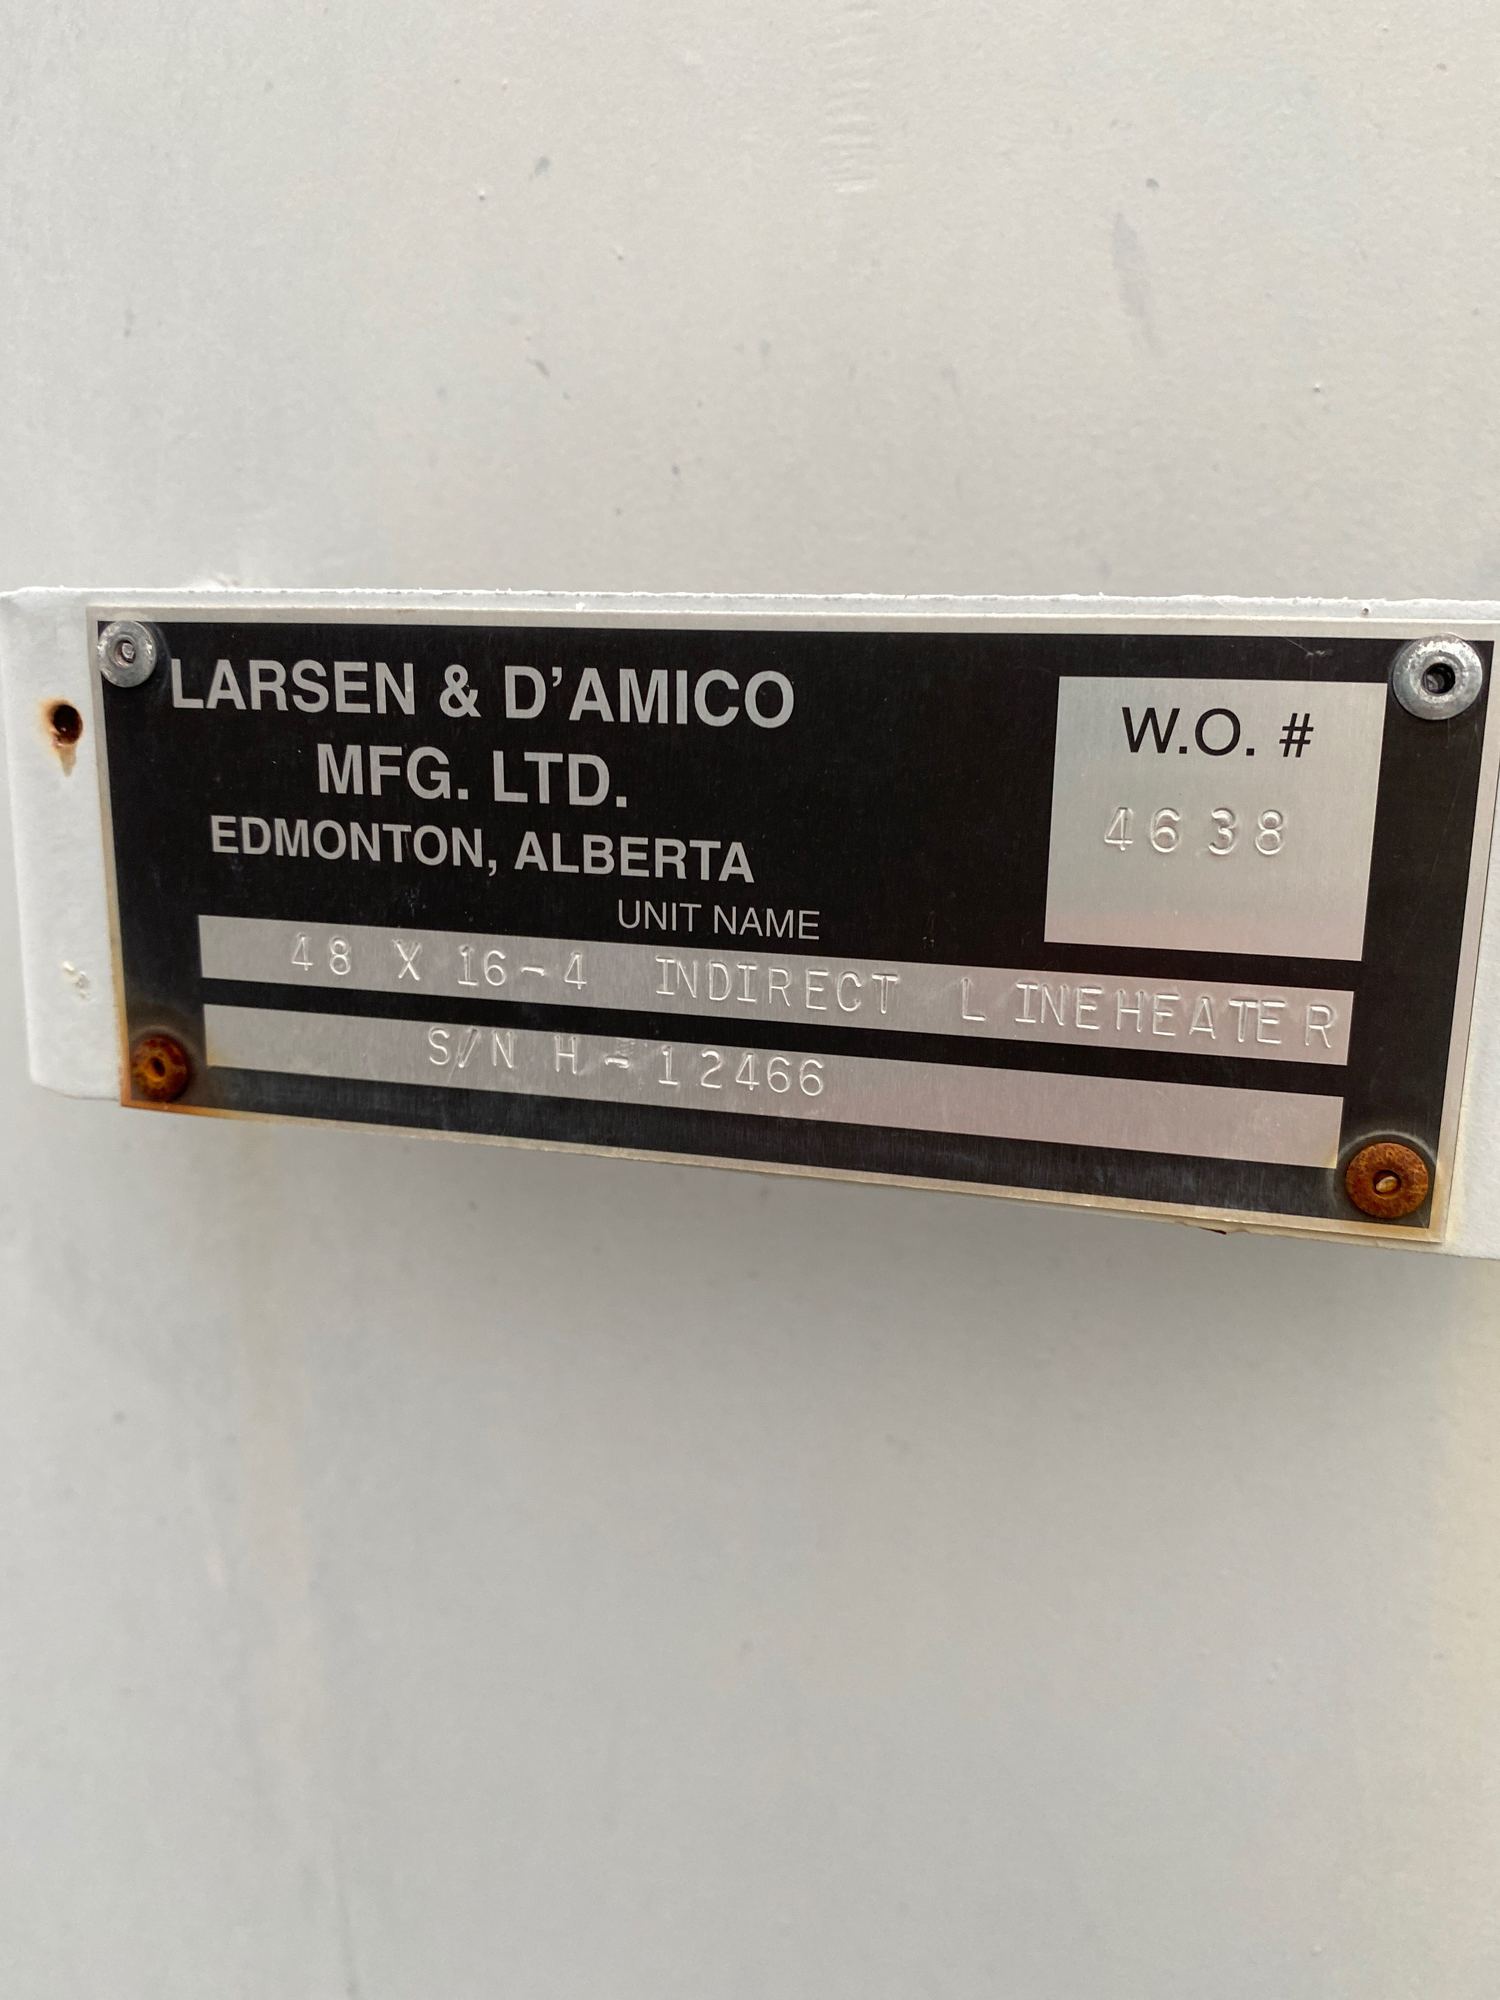 LARSEN & D'AMICO
MFG. LTD.
EDMONTON, ALBERTA
W.O. #
4638
UNIT NAME
48 X 16-4 INDIRECT LINEHEATER
S/N H-12466